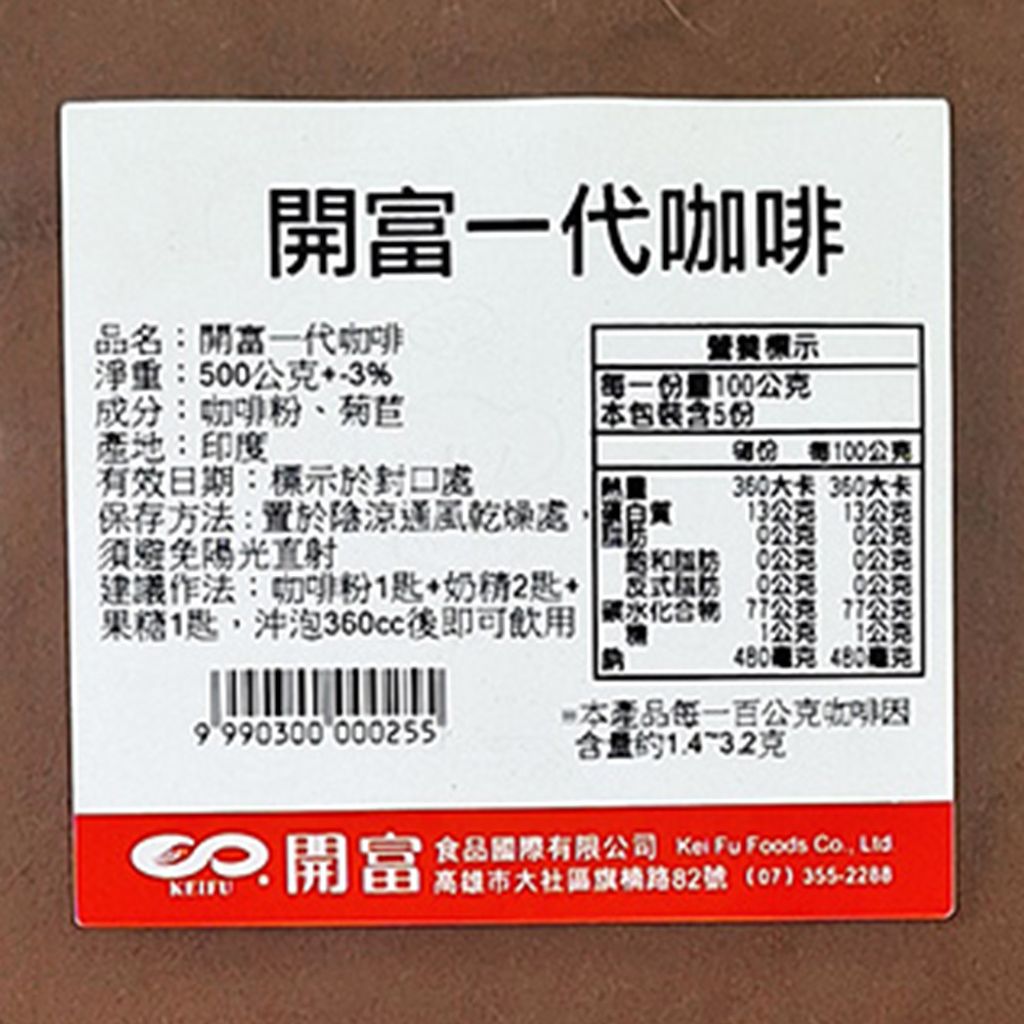 開富一代咖啡
品名：開富一代咖啡
淨重：500公克+-3%
成分：咖啡粉、菊苣
產地：印度
有效日期：標示於封口處
保存方法：置於陰涼通風乾燥處，
須避免陽光直射
建議作法：咖啡粉1匙+奶精2匙+
果糖1匙，沖泡360cc後即可飲用
9 990300 000255
營養標示
每一份量100公克
本包裝含5份
每份 每100公克
熱量 360大卡 360大卡
蛋白質 13公克 13公克
脂肪 0公克 0公克
飽和脂肪 0公克 0公克
反式脂肪 0公克 0公克
碳水化合物 77公克 77公克
糖 1公克 1公克
鈉 480毫克 480毫克
*本產品每一百公克咖啡因
含量約1.4~3.2克
KEIFU
開富食品國際有限公司 Kei Fu Foods Co., Ltd
高雄市大社區旗楠路82號 (07) 355-2288